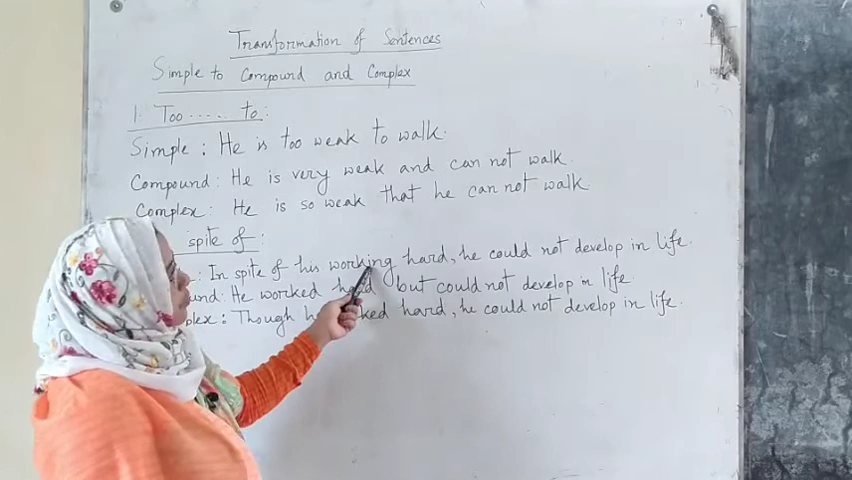 Transformation of Sentences
Simple to Compound and Complex
1. Too ..... to:
Simple: He is too weak to walk.
Compound: He is very weak and can not walk.
Complex: He is so weak that he can not walk.
spite of:
: In spite of his working hard, he could not develop in life.
und: He worked hard but could not develop in life.
plex: Though he worked hard, he could not develop in life.